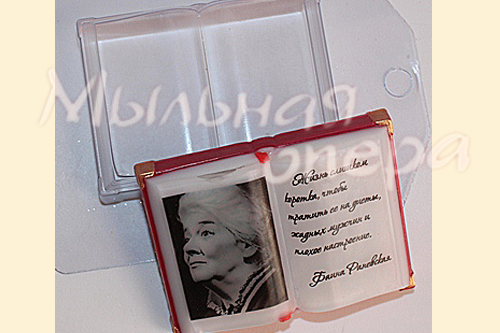 Мыльная
опера
Жизнь слишком
коротка, чтобы
тратить ее на диеты,
жадных мужчин и
плохое настроение.
Фаина Раневская